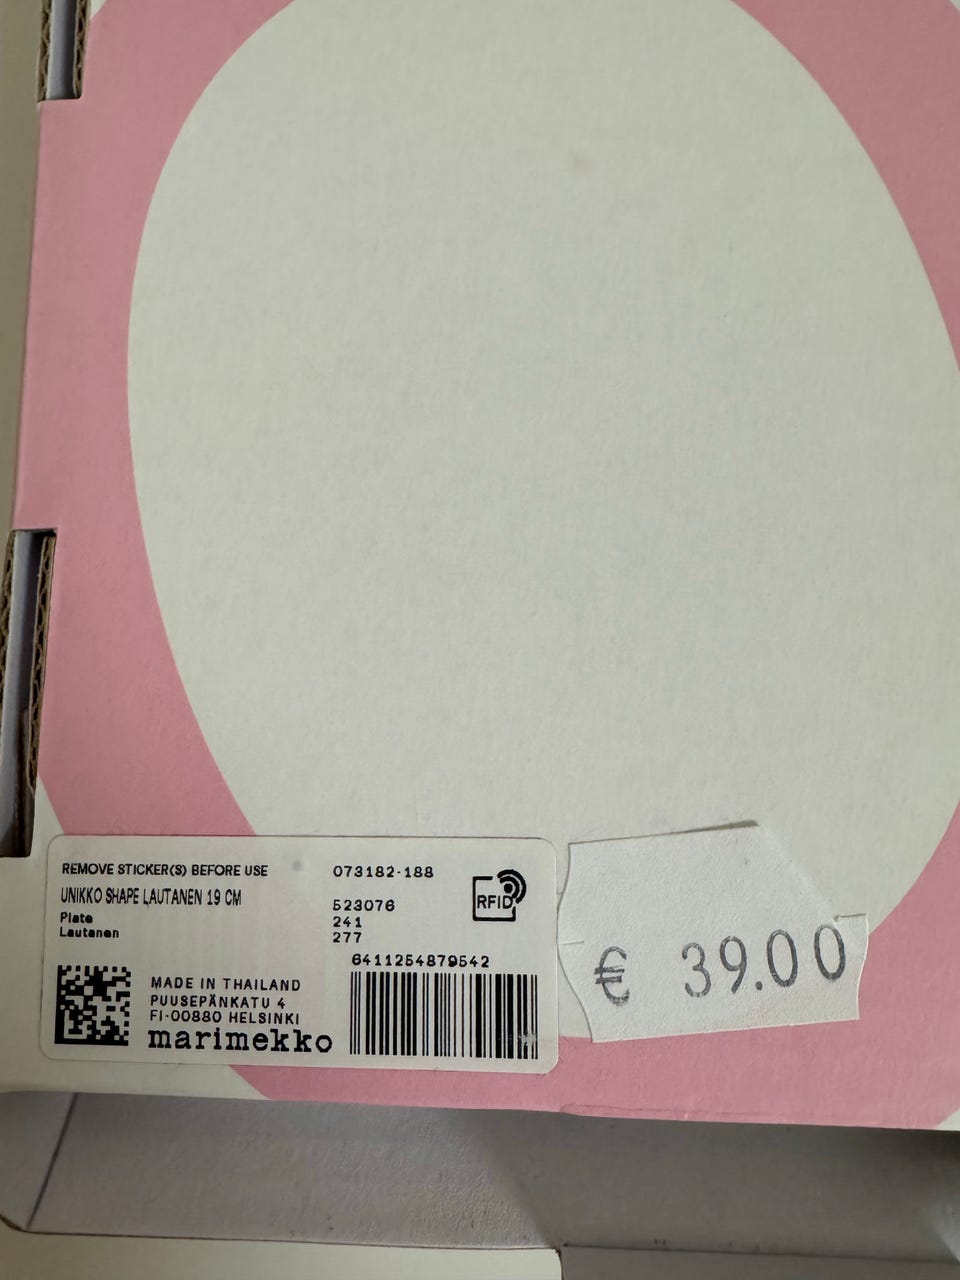 REMOVE STICKER(S) BEFORE USE
UNIKKO SHAPE LAUTANEN 19 CM
Plate
Lautanen
073182-188
523076
241
277
RFID
6411254879542
MADE IN THAILAND
PUUSEPÄNKATU 4
FI-00880 HELSINKI
marimekko
€ 39.00